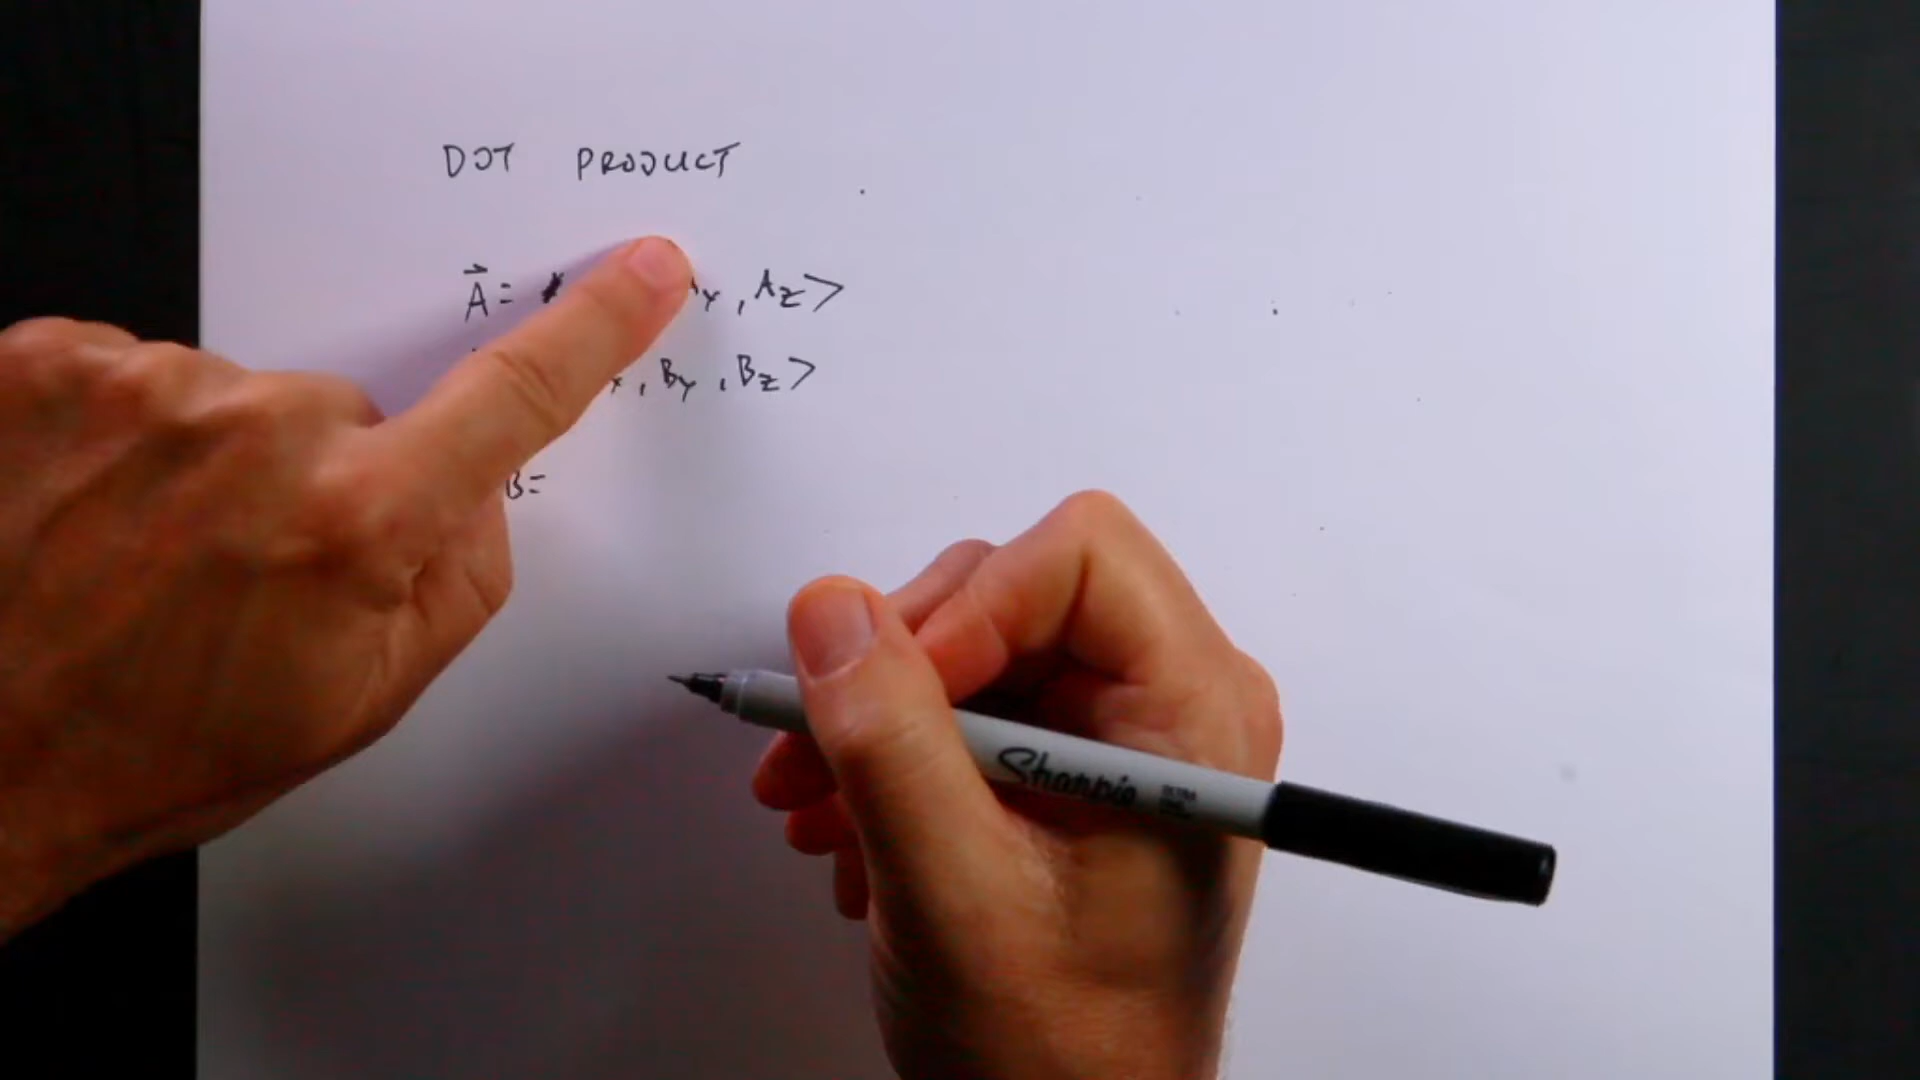 DOT PRODUCT
A⃗ = Ay , Az >
x , By , Bz >
B =
Sharpie